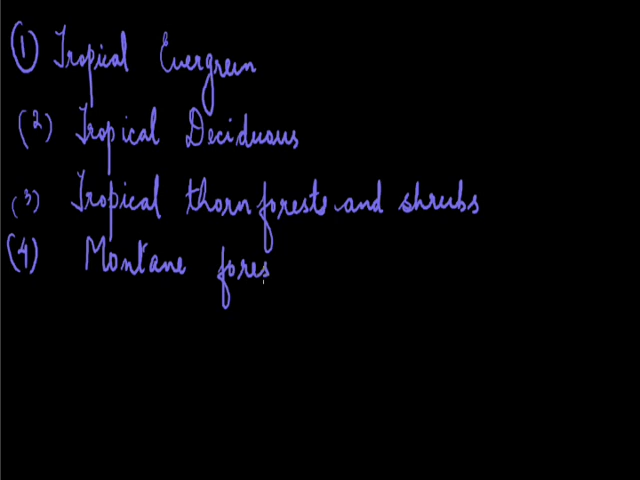 (1) Tropical Evergreen
(2) Tropical Deciduous
(3) Tropical thorn forests and shrubs
(4) Montane fores